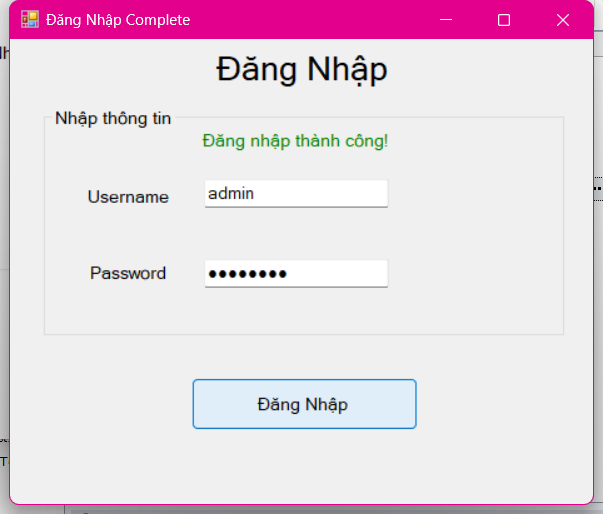 Đăng Nhập Complete
Đăng Nhập
Nhập thông tin
Đăng nhập thành công!
Username
admin
Password
●●●●●●●●
Đăng Nhập